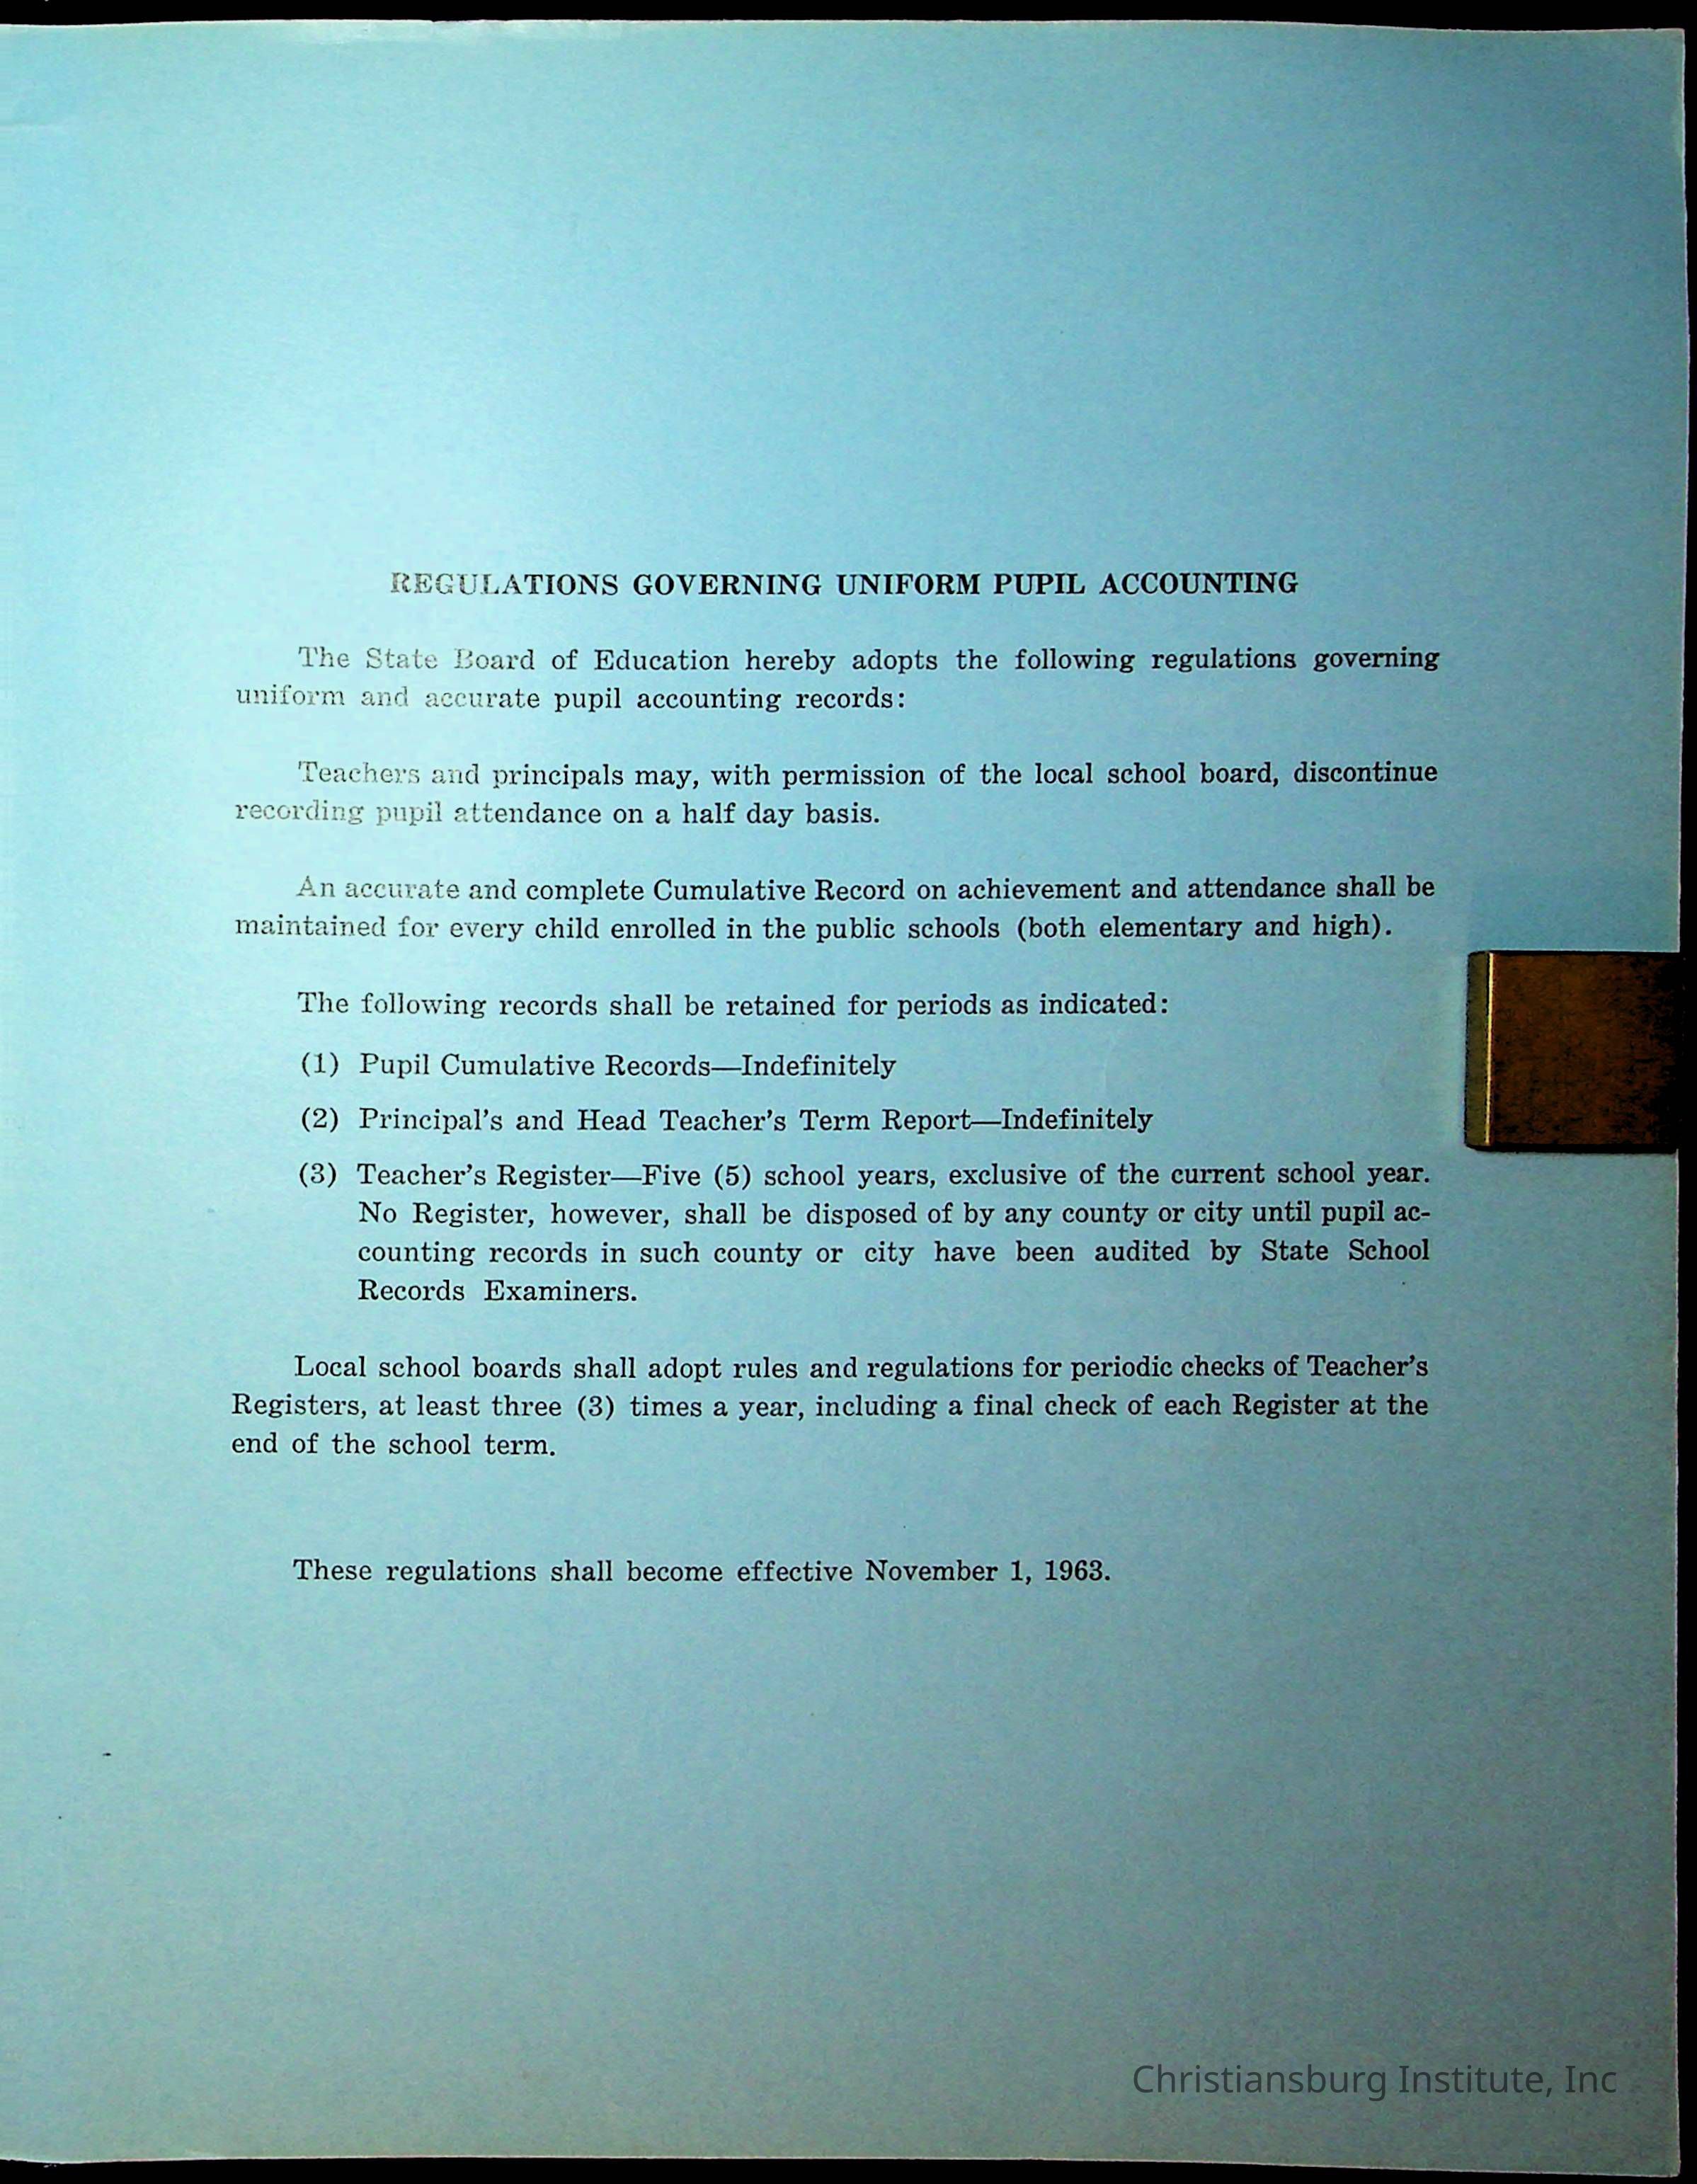 REGULATIONS GOVERNING UNIFORM PUPIL ACCOUNTING
The State Board of Education hereby adopts the following regulations governing
uniform and accurate pupil accounting records:
Teachers and principals may, with permission of the local school board, discontinue
recording pupil attendance on a half day basis.
An accurate and complete Cumulative Record on achievement and attendance shall be
maintained for every child enrolled in the public schools (both elementary and high).
The following records shall be retained for periods as indicated:
(1) Pupil Cumulative Records—Indefinitely
(2) Principal's and Head Teacher's Term Report—Indefinitely
(3) Teacher's Register—Five (5) school years, exclusive of the current school year.
No Register, however, shall be disposed of by any county or city until pupil ac-
counting records in such county or city have been audited by State School
Records Examiners.
Local school boards shall adopt rules and regulations for periodic checks of Teacher's
Registers, at least three (3) times a year, including a final check of each Register at the
end of the school term.
These regulations shall become effective November 1, 1963.
Christiansburg Institute, Inc